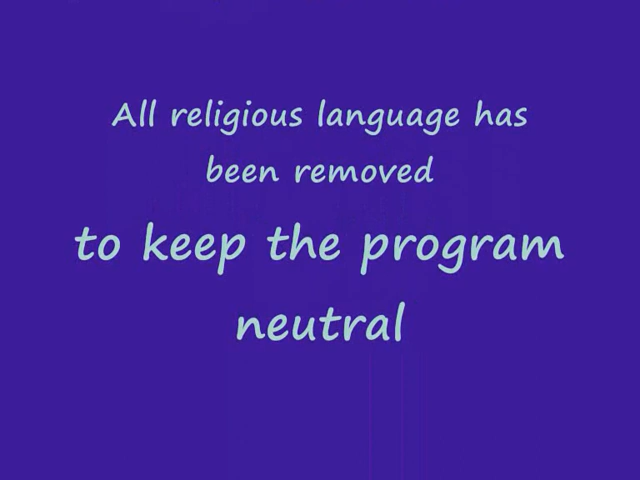 All religious language has
been removed
to keep the program
neutral